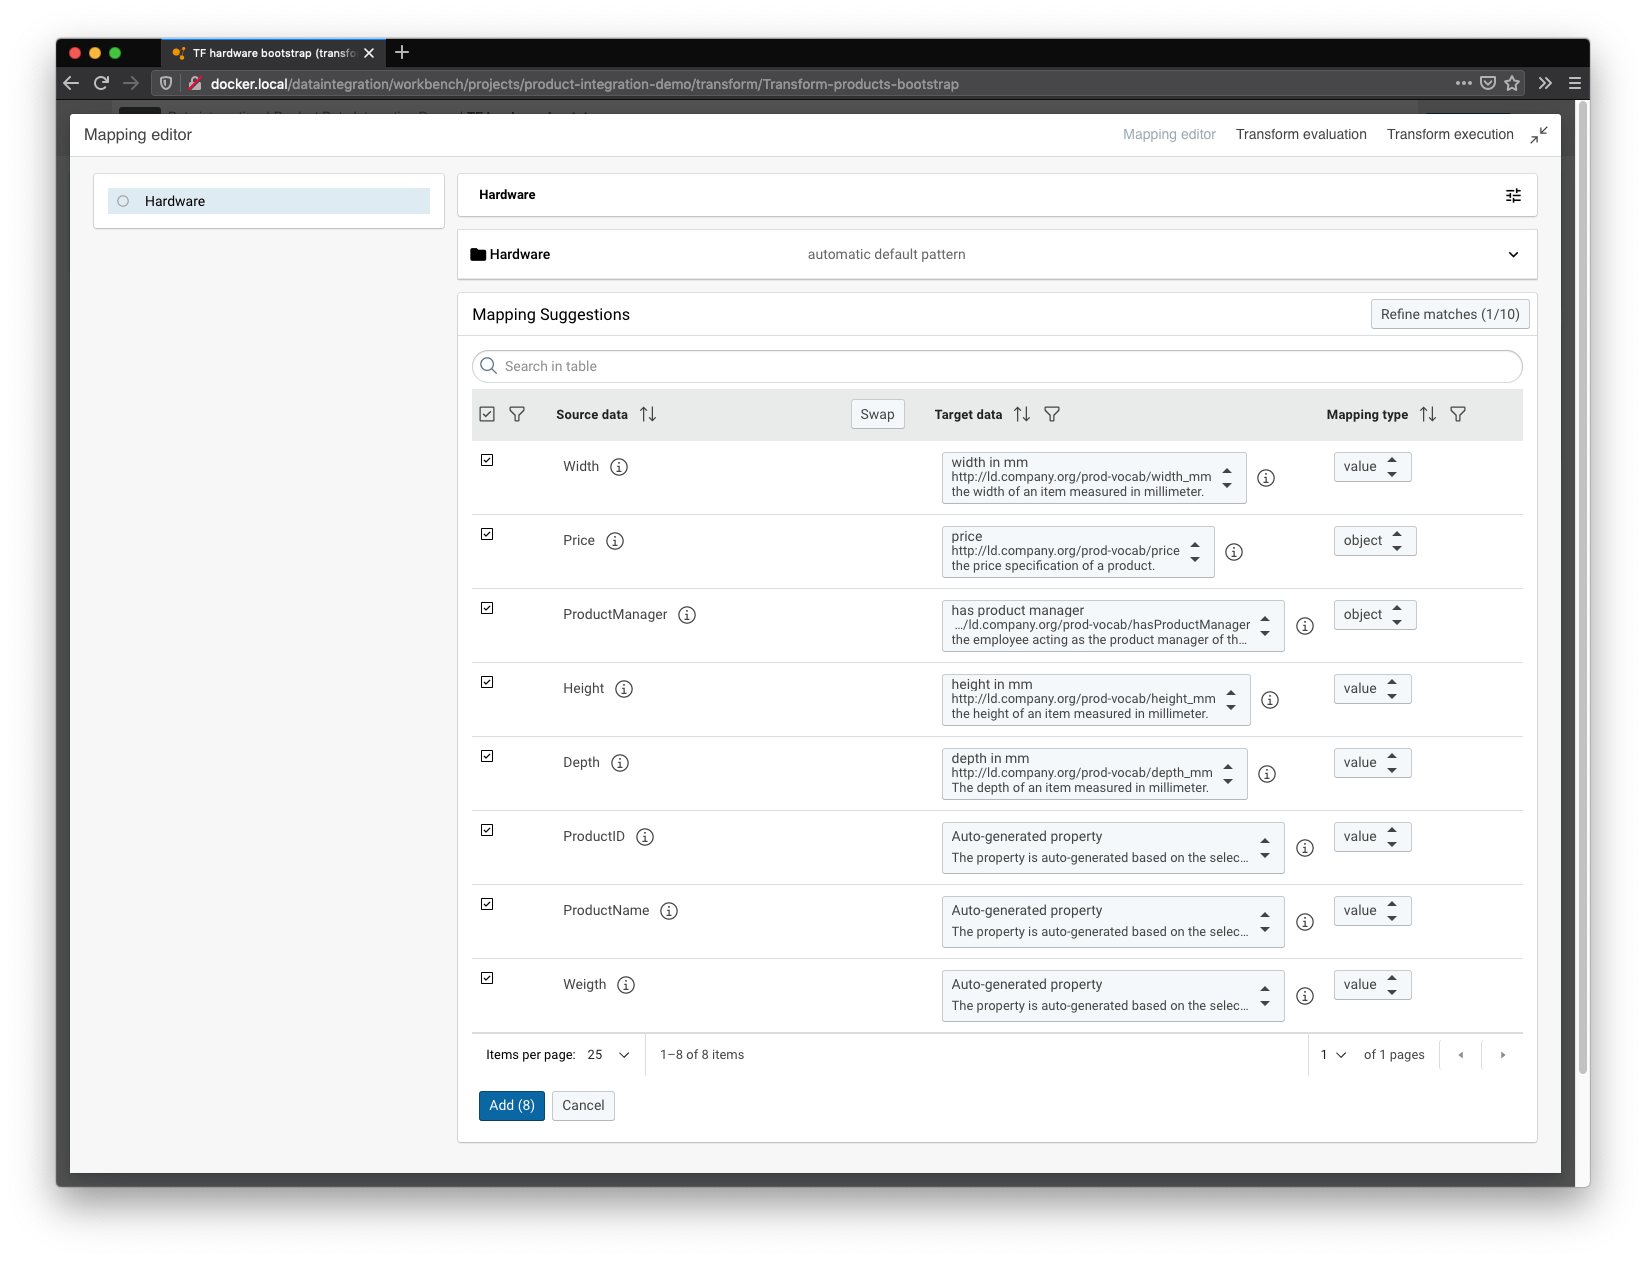 TF hardware bootstrap (transfo
docker.local/dataintegration/workbench/projects/product-integration-demo/transform/Transform-products-bootstrap
Mapping editor
Mapping editor
Transform evaluation
Transform execution
Hardware
Hardware
Hardware
automatic default pattern
Mapping Suggestions
Refine matches (1/10)
Search in table
Source data
Swap
Target data
Mapping type
Width
width in mm
http://ld.company.org/prod-vocab/width_mm
the width of an item measured in millimeter.
value
Price
price
http://ld.company.org/prod-vocab/price
the price specification of a product.
object
ProductManager
has product manager
.../ld.company.org/prod-vocab/hasProductManager
the employee acting as the product manager of th...
object
Height
height in mm
http://ld.company.org/prod-vocab/height_mm
the height of an item measured in millimeter.
value
Depth
depth in mm
http://ld.company.org/prod-vocab/depth_mm
The depth of an item measured in millimeter.
value
ProductID
Auto-generated property
The property is auto-generated based on the selec...
value
ProductName
Auto-generated property
The property is auto-generated based on the selec...
value
Weigth
Auto-generated property
The property is auto-generated based on the selec...
value
Items per page: 25
1–8 of 8 items
1
of 1 pages
Add (8)
Cancel